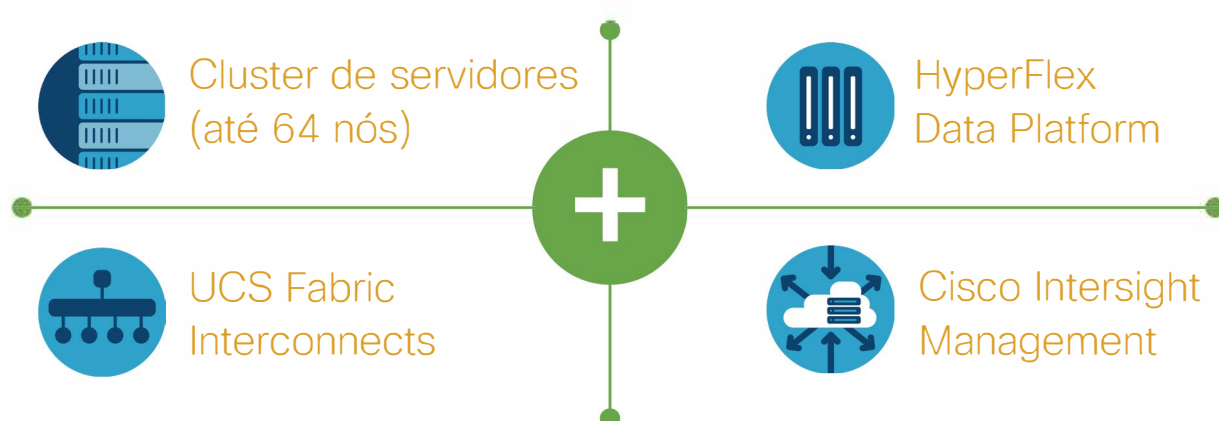 Cluster de servidores
(até 64 nós)
HyperFlex
Data Platform
UCS Fabric
Interconnects
Cisco Intersight
Management